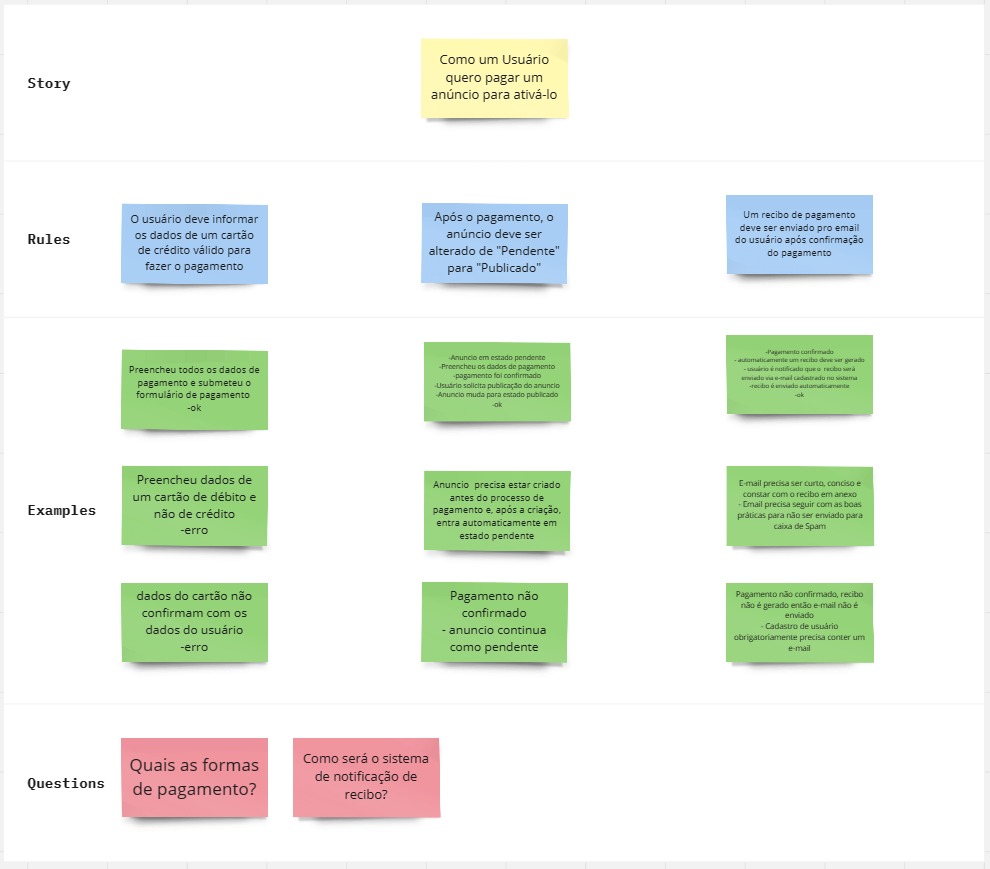 Story
Como um Usuário
quero pagar um
anúncio para ativá-lo
Rules
O usuário deve informar
os dados de um cartão
de crédito válido para
fazer o pagamento
Após o pagamento, o
anúncio deve ser
alterado de "Pendente"
para "Publicado"
Um recibo de pagamento
deve ser enviado pro email
do usuário após confirmação
do pagamento
Examples
Preencheu todos os dados de
pagamento e submeteu o
formulário de pagamento
-ok
-Anuncio em estado pendente
-Preencheu os dados de pagamento
-pagamento foi confirmado
-Usuário solicita publicação do anuncio
-Anuncio muda para estado publicado
-ok
-Pagamento confirmado
- automaticamente um recibo deve ser gerado
- usuário é notificado que o  recibo será
enviado via e-mail cadastrado no sistema
-recibo é enviado automaticamente
-ok
Preencheu dados de
um cartão de débito e
não de crédito
-erro
Anuncio  precisa estar criado
antes do processo de
pagamento e, após a criação,
entra automaticamente em
estado pendente
E-mail precisa ser curto, conciso e
constar com o recibo em anexo
- Email precisa seguir com as boas
práticas para não ser enviado para
caixa de Spam
dados do cartão não
confirmam com os
dados do usuário
-erro
Pagamento não
confirmado
- anuncio continua
como pendente
Pagamento não confirmado, recibo
não é gerado então e-mail não é
enviado
- Cadastro de usuário
obrigatoriamente precisa conter um
e-mail
Questions
Quais as formas
de pagamento?
Como será o sistema
de notificação de
recibo?